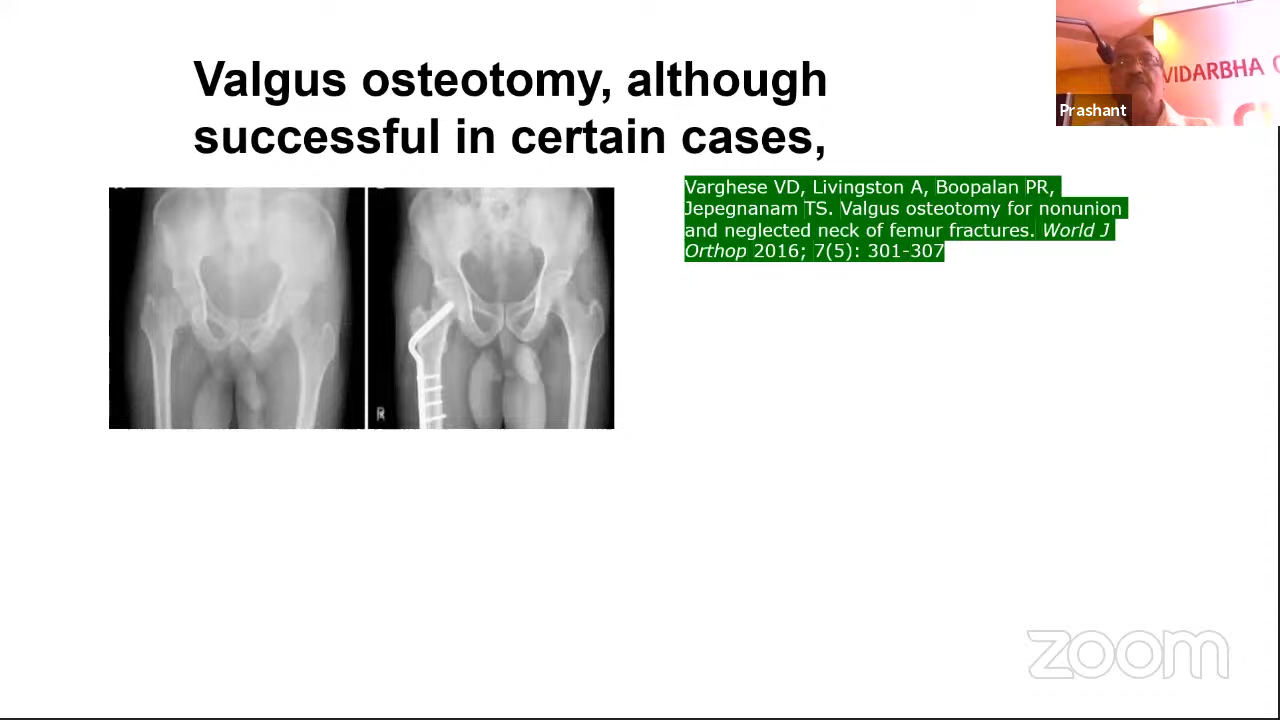 Valgus osteotomy, although
successful in certain cases,
VIDARBHA
Prashant
Varghese VD, Livingston A, Boopalan PR,
Jepegnanam TS. Valgus osteotomy for nonunion
and neglected neck of femur fractures. World J
Orthop 2016; 7(5): 301-307
R
zoom